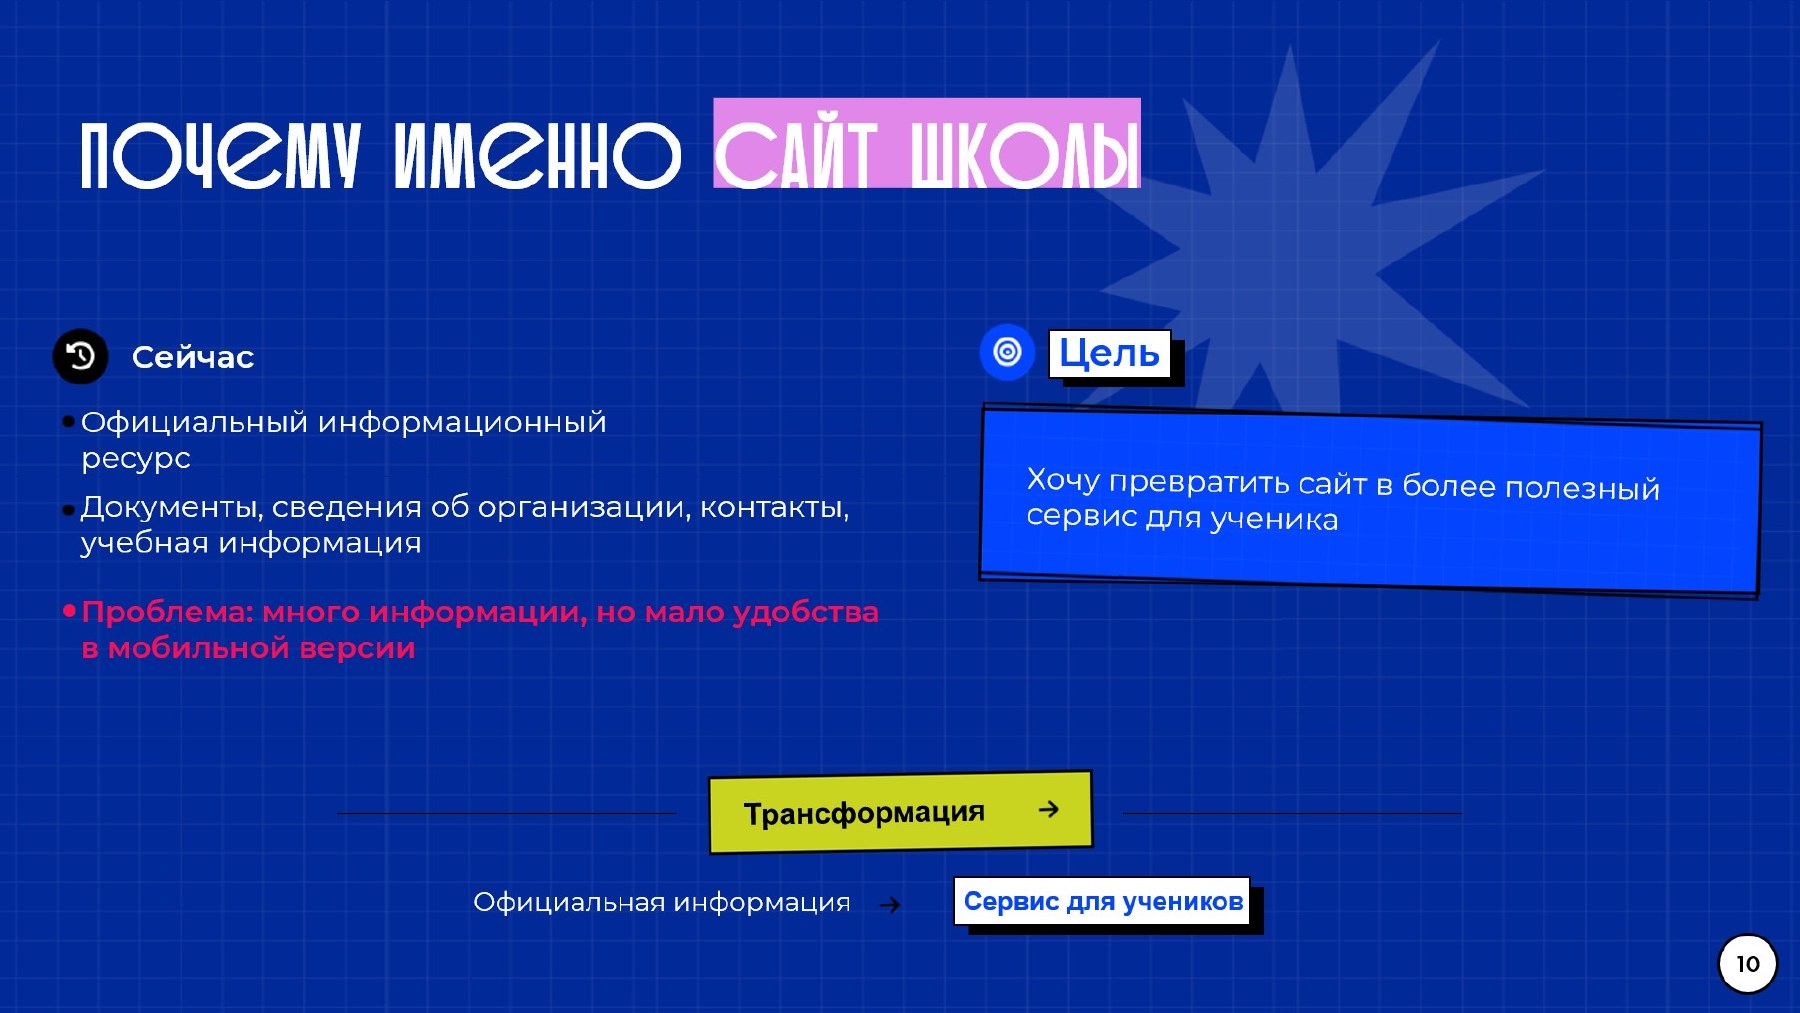 ПОЧЕМУ ИМЕННО САЙТ ШКОЛЫ
Сейчас
Официальный информационный
ресурс
Документы, сведения об организации, контакты,
учебная информация
Проблема: много информации, но мало удобства
в мобильной версии
Цель
Хочу превратить сайт в более полезный
сервис для ученика
Трансформация →
Официальная информация → Сервис для учеников
10